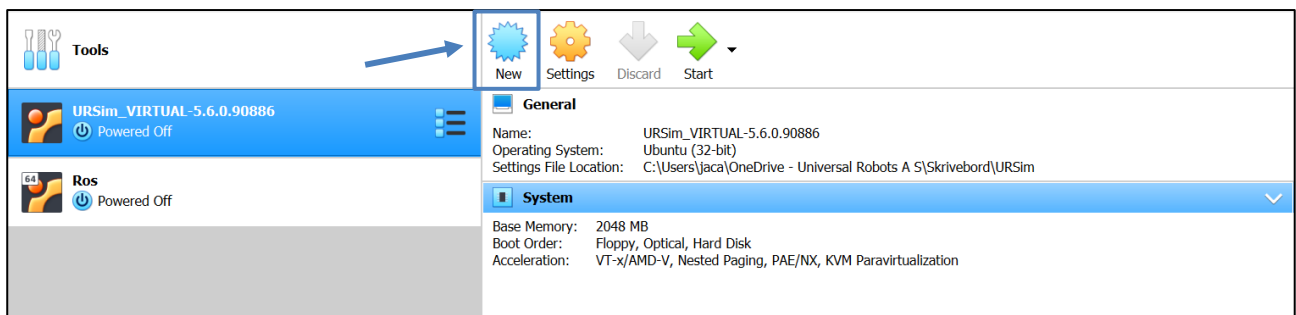 Tools
New Settings Discard Start
URSim_VIRTUAL-5.6.0.90886
Powered Off
64
Ros
Powered Off
General
Name: URSim_VIRTUAL-5.6.0.90886
Operating System: Ubuntu (32-bit)
Settings File Location: C:\Users\jaca\OneDrive - Universal Robots A S\Skrivebord\URSim
System
Base Memory: 2048 MB
Boot Order: Floppy, Optical, Hard Disk
Acceleration: VT-x/AMD-V, Nested Paging, PAE/NX, KVM Paravirtualization